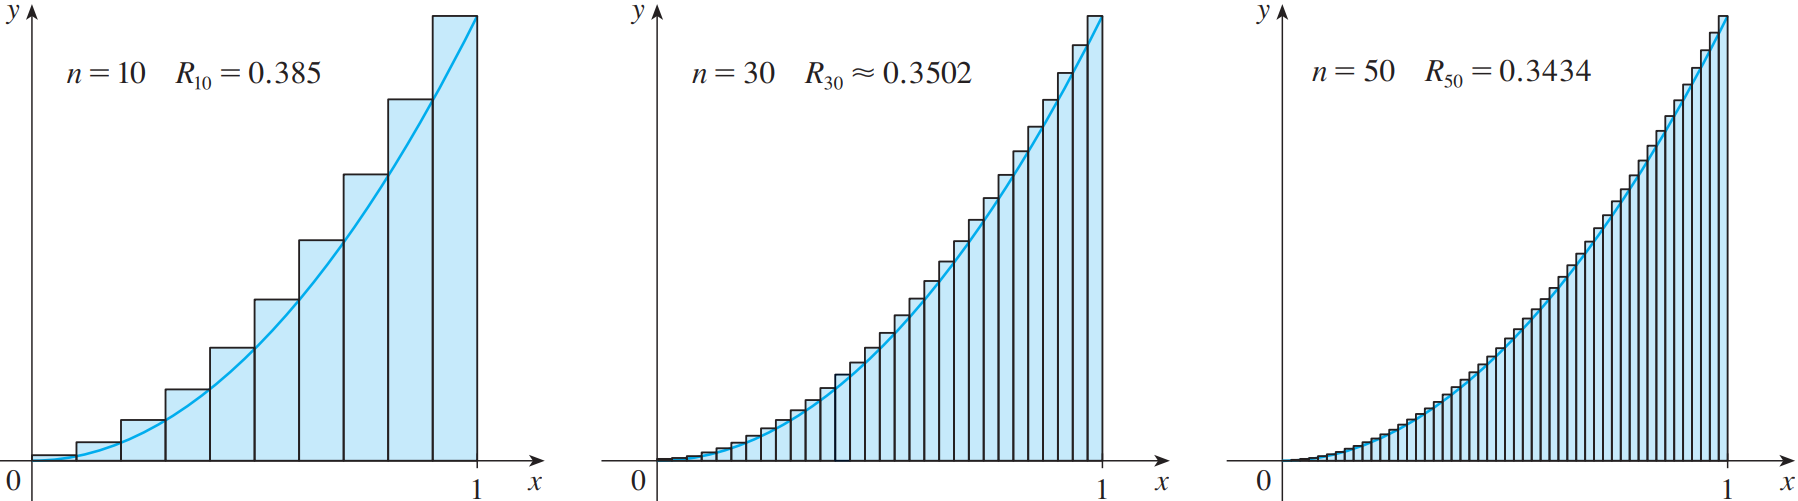 y
n = 10 R₁₀ = 0.385
0
1
x
y
n = 30 R₃₀ ≈ 0.3502
0
1
x
y
n = 50 R₅₀ = 0.3434
0
1
x